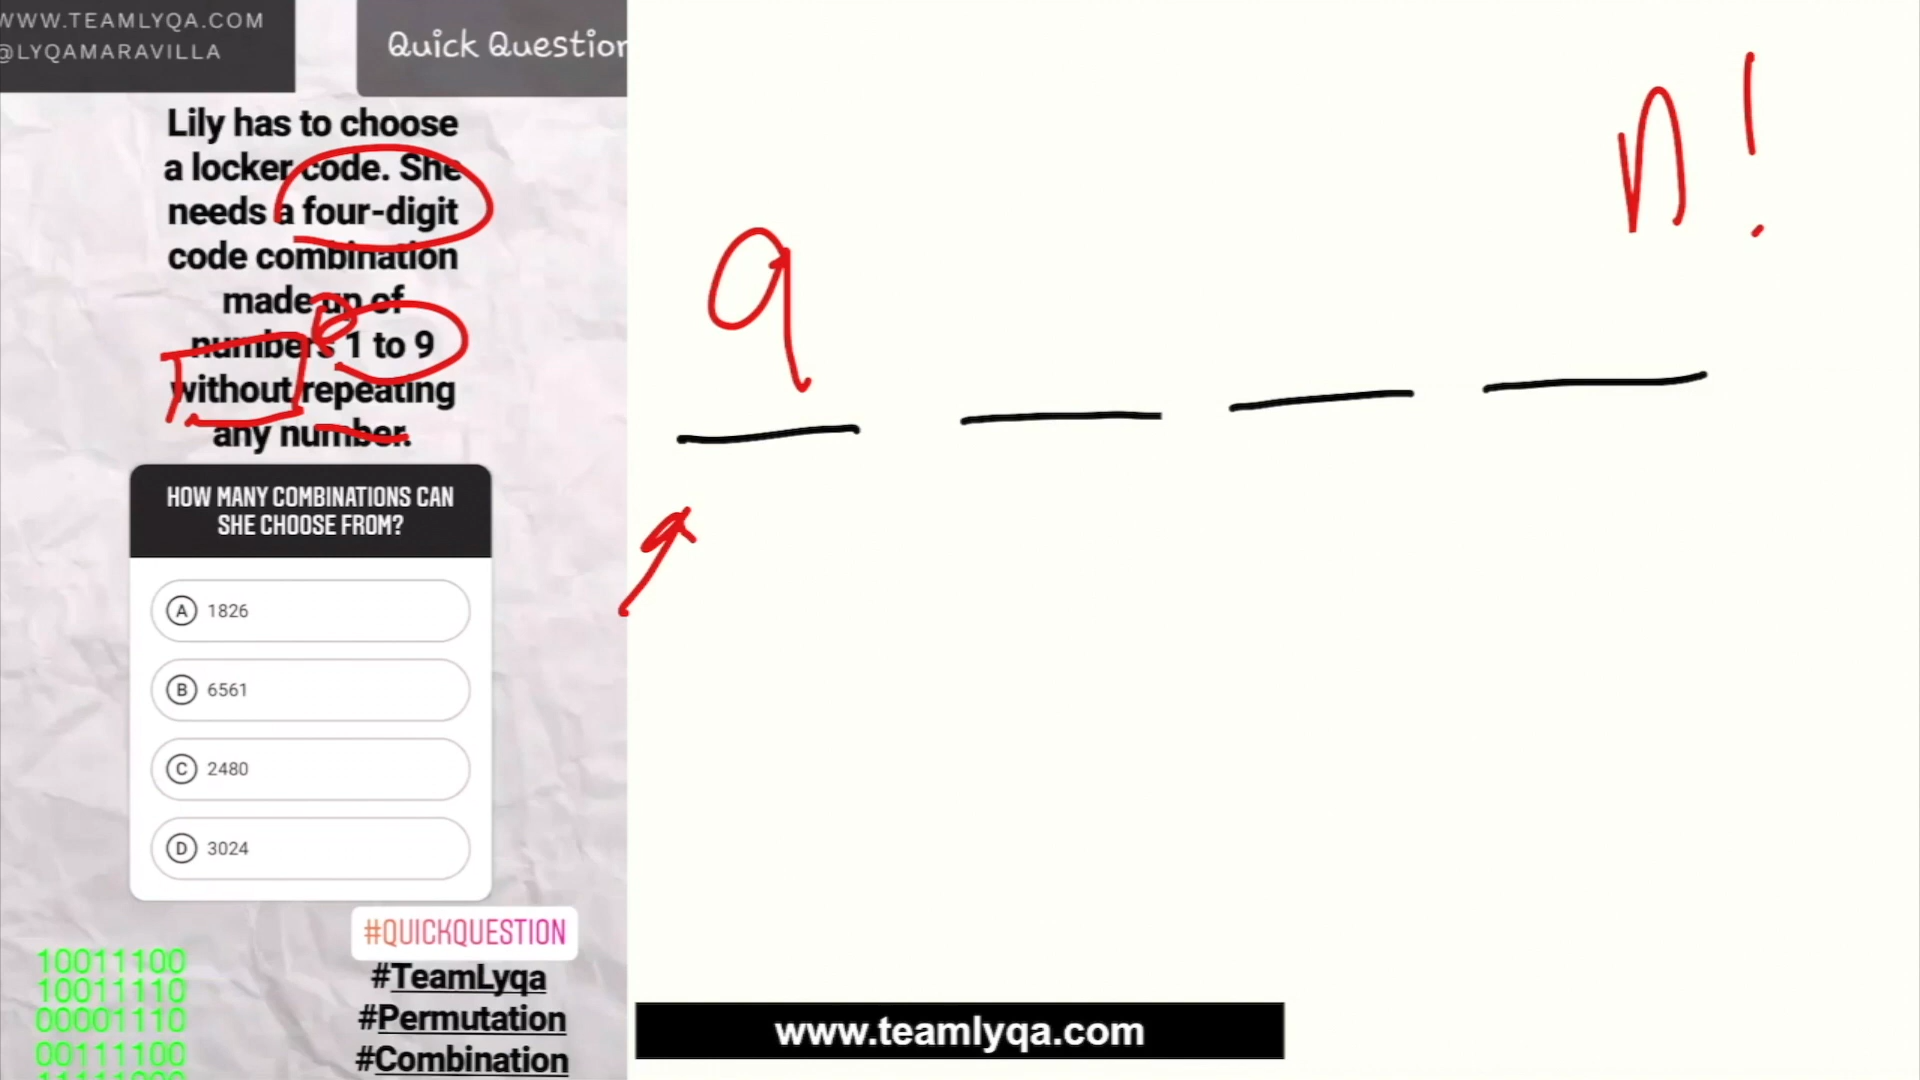 WWW.TEAMLYQA.COM
@LYQAMARAVILLA
Quick Question
Lily has to choose
a locker code. She
needs a four-digit
code combination
made up of
numbers 1 to 9
without repeating
any number.
HOW MANY COMBINATIONS CAN
SHE CHOOSE FROM?
A 1826
B 6561
C 2480
D 3024
#QUICKQUESTION
#TeamLyqa
#Permutation
#Combination
10011100
10011110
00001110
00111100
9
n!
www.teamlyqa.com